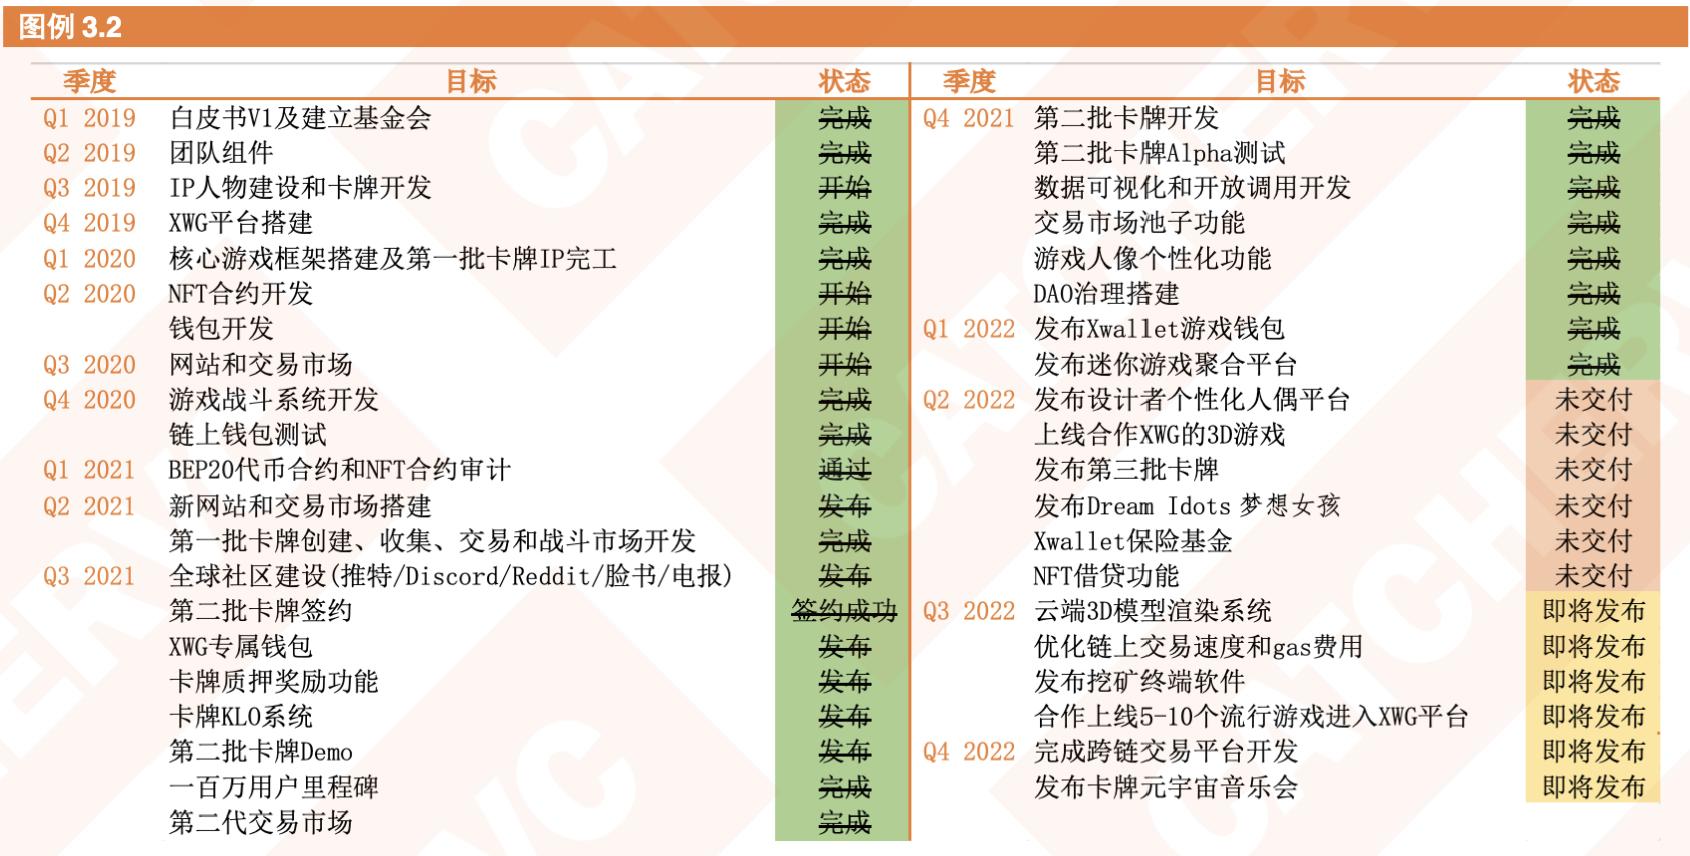 图例 3.2
季度 目标 状态
Q1 2019 白皮书V1及建立基金会 完成
Q2 2019 团队组件 完成
Q3 2019 IP人物建设和卡牌开发 开始
Q4 2019 XWG平台搭建 完成
Q1 2020 核心游戏框架搭建及第一批卡牌IP完工 完成
Q2 2020 NFT合约开发 开始
钱包开发 开始
Q3 2020 网站和交易市场 开始
Q4 2020 游戏战斗系统开发 完成
链上钱包测试 完成
Q1 2021 BEP20代币合约和NFT合约审计 通过
Q2 2021 新网站和交易市场搭建 发布
第一批卡牌创建、收集、交易和战斗市场开发 完成
Q3 2021 全球社区建设(推特/Discord/Reddit/脸书/电报) 发布
第二批卡牌签约 签约成功
XWG专属钱包 发布
卡牌质押奖励功能 发布
卡牌KLO系统 发布
第二批卡牌Demo 发布
一百万用户里程碑 完成
第二代交易市场 完成
季度 目标 状态
Q4 2021 第二批卡牌开发 完成
第二批卡牌Alpha测试 完成
数据可视化和开放调用开发 完成
交易市场池子功能 完成
游戏人像个性化功能 完成
DAO治理搭建 完成
Q1 2022 发布Xwallet游戏钱包 完成
发布迷你游戏聚合平台 完成
Q2 2022 发布设计者个性化人偶平台 未交付
上线合作XWG的3D游戏 未交付
发布第三批卡牌 未交付
发布Dream Idots 梦想女孩 未交付
Xwallet保险基金 未交付
NFT借贷功能 未交付
Q3 2022 云端3D模型渲染系统 即将发布
优化链上交易速度和gas费用 即将发布
发布挖矿终端软件 即将发布
合作上线5-10个流行游戏进入XWG平台 即将发布
Q4 2022 完成跨链交易平台开发 即将发布
发布卡牌元宇宙音乐会 即将发布